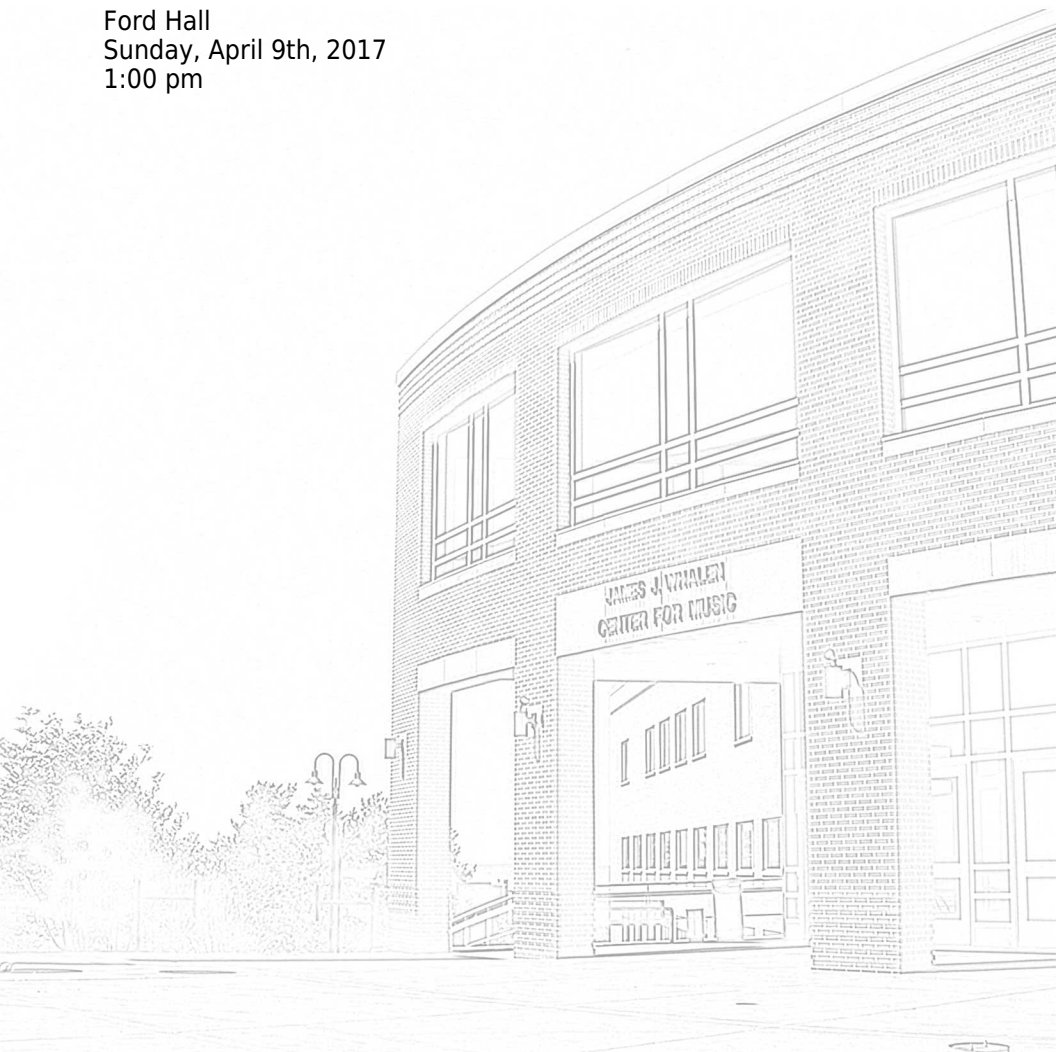 Ford Hall
Sunday, April 9th, 2017
1:00 pm
JAMES J. WHALEN
CENTER FOR MUSIC